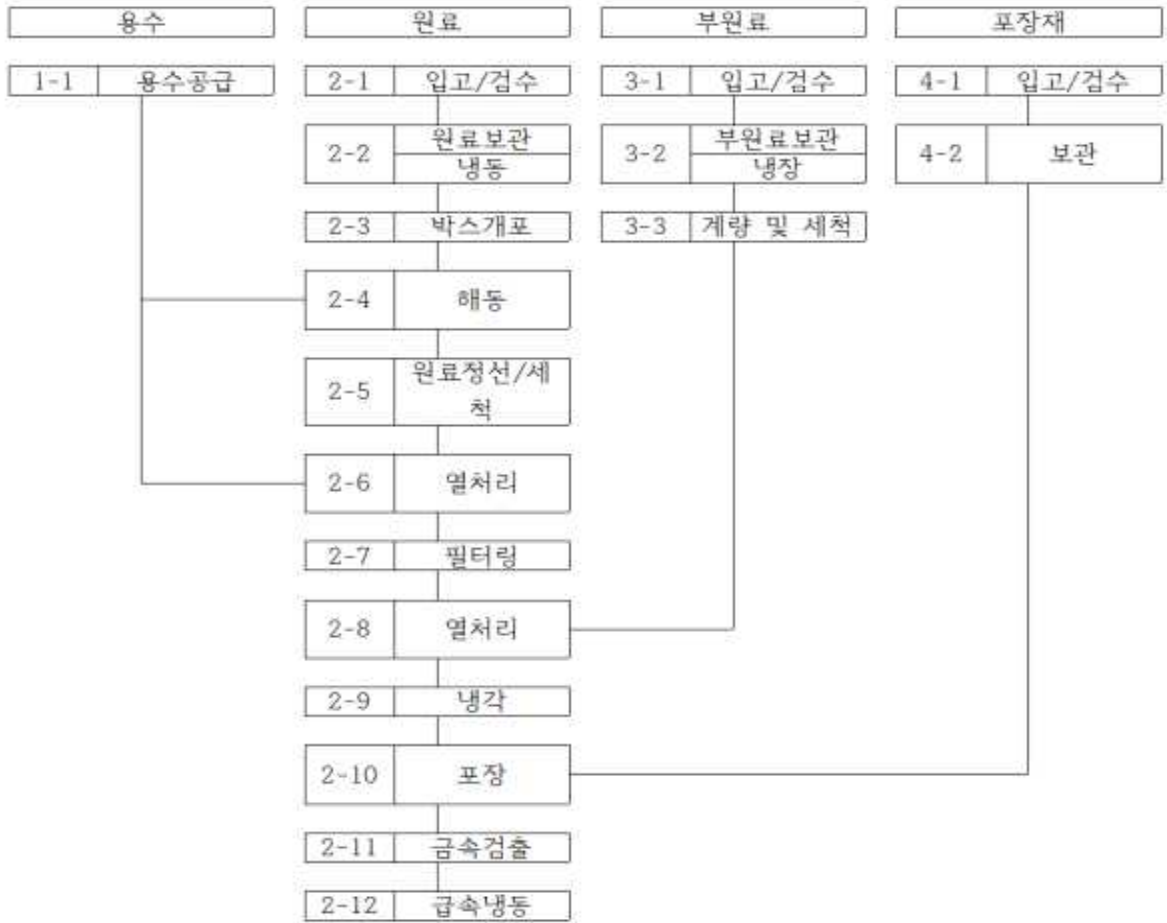 용수 원료 부원료 포장재
1-1 용수공급 2-1 입고/검수 3-1 입고/검수 4-1 입고/검수
2-2 원료보관 냉동 3-2 부원료보관 냉장 4-2 보관
2-3 박스개포 3-3 계량 및 세척
2-4 해동
2-5 원료정선/세
척
2-6 열처리
2-7 필터링
2-8 열처리
2-9 냉각
2-10 포장
2-11 금속검출
2-12 급속냉동